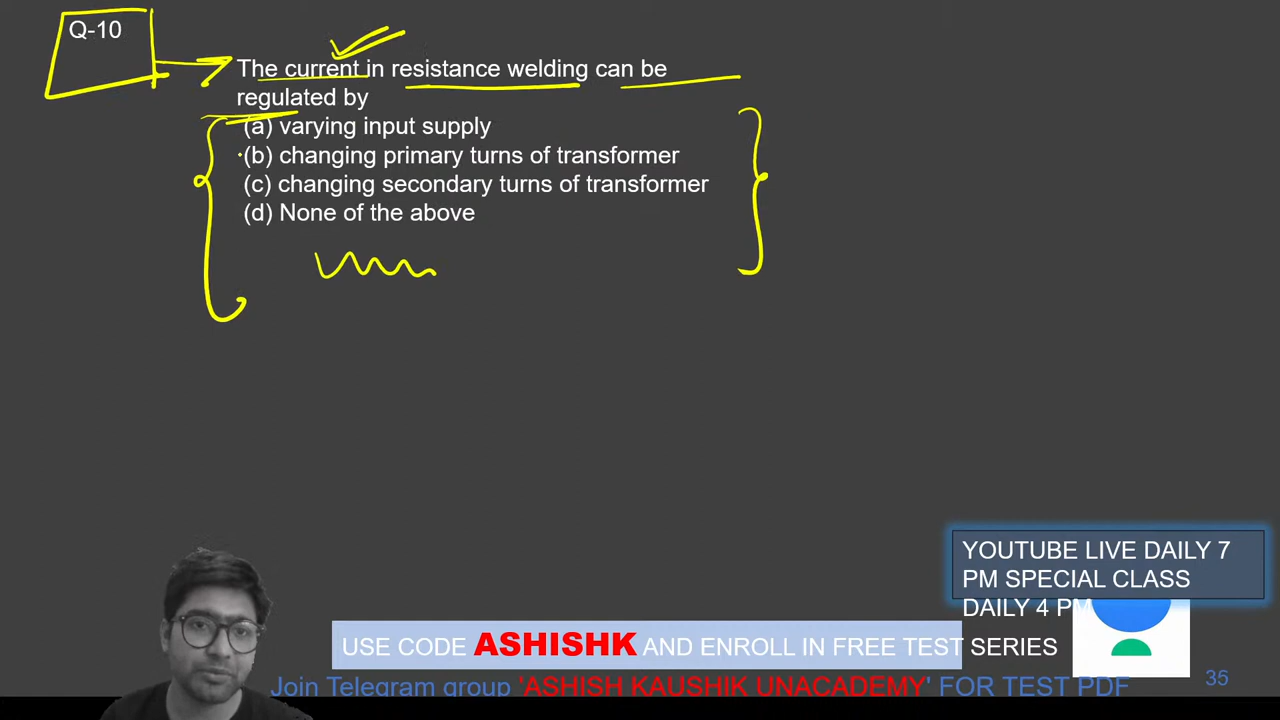 Q-10
The current in resistance welding can be
regulated by
(a) varying input supply
(b) changing primary turns of transformer
(c) changing secondary turns of transformer
(d) None of the above
YOUTUBE LIVE DAILY 7
PM SPECIAL CLASS
DAILY 4 PM
USE CODE ASHISHK AND ENROLL IN FREE TEST SERIES
Join Telegram group 'ASHISH KAUSHIK UNACADEMY' FOR TEST PDF
35